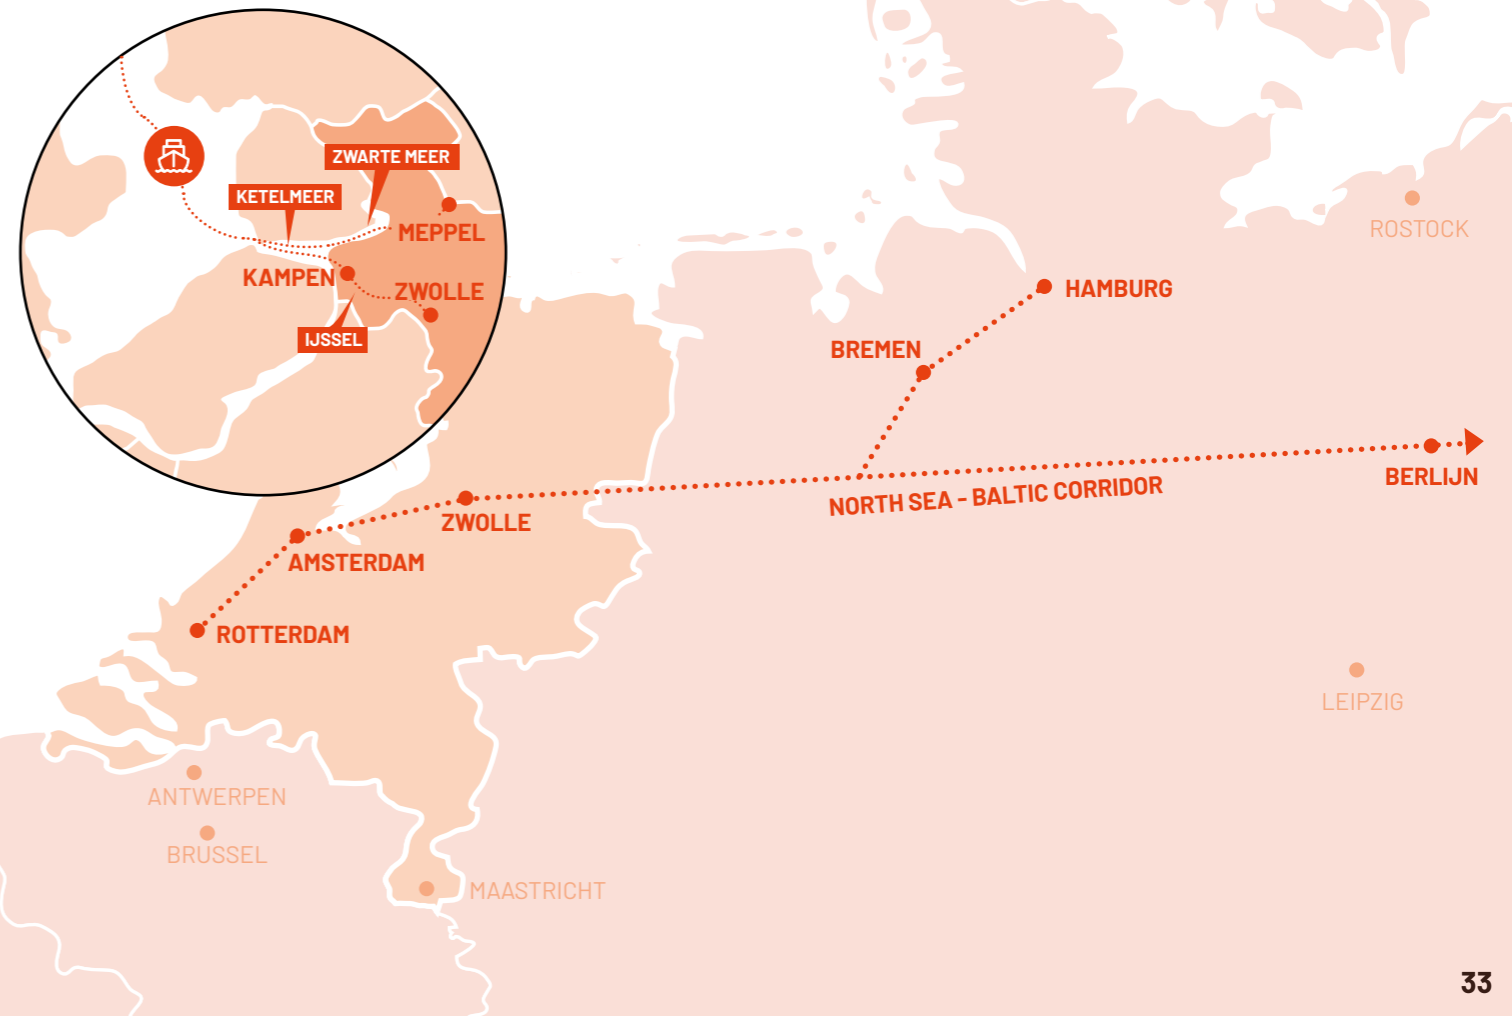 ZWARTE MEER
KETELMEER
MEPPEL
KAMPEN
ZWOLLE
IJSSEL
ROSTOCK
HAMBURG
BREMEN
BERLIJN
NORTH SEA - BALTIC CORRIDOR
ZWOLLE
AMSTERDAM
ROTTERDAM
LEIPZIG
ANTWERPEN
BRUSSEL
MAASTRICHT
33